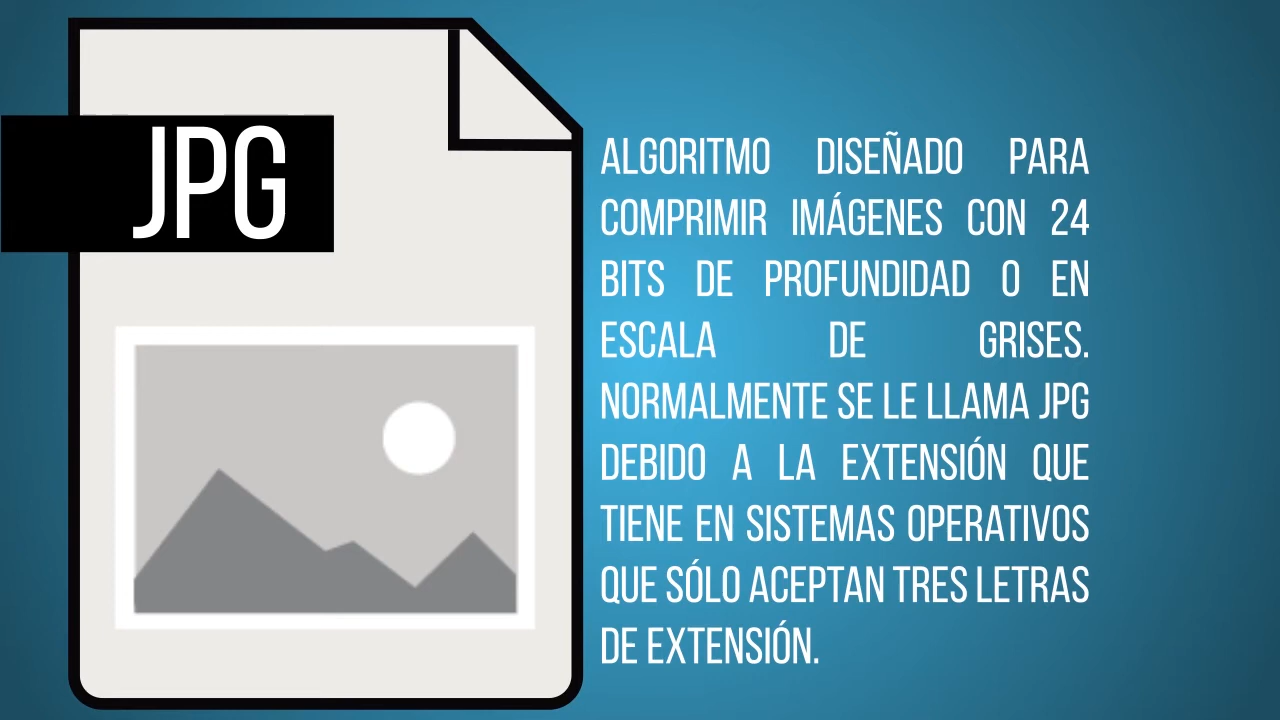 JPG
ALGORITMO DISEÑADO PARA
COMPRIMIR IMÁGENES CON 24
BITS DE PROFUNDIDAD O EN
ESCALA DE GRISES.
NORMALMENTE SE LE LLAMA JPG
DEBIDO A LA EXTENSIÓN QUE
TIENE EN SISTEMAS OPERATIVOS
QUE SÓLO ACEPTAN TRES LETRAS
DE EXTENSIÓN.